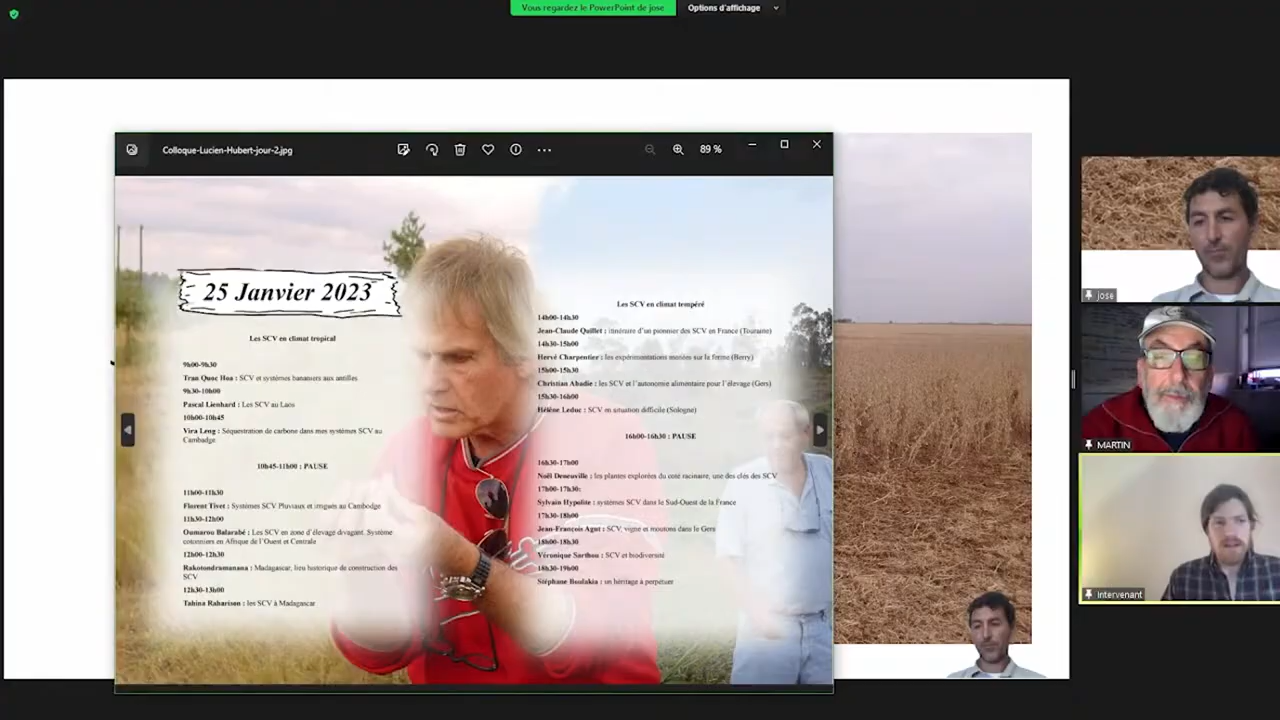 Vous regardez le PowerPoint de jose
Options d'affichage
Colloque-Lucien-Hubert-jour-2.jpg
89 %
25 Janvier 2023
Les SCV en climat tropical
9h00-9h30
Tran Quoc Hoa : SCV et systèmes bananiers aux antilles
9h30-10h00
Pascal Lienhard : Les SCV au Laos
10h00-10h45
Vira Leng : Séquestration de carbone dans mes systèmes SCV au
Cambodge
10h45-11h00 : PAUSE
11h00-11h30
Florent Tivet : Systèmes SCV Pluviaux et irrigués au Cambodge
11h30-12h00
Oumarou Balarabé : Les SCV en zone d'élevage divagant. Système
cotonniers en Afrique de l'Ouest et Centrale
12h00-12h30
Rakotondramanana : Madagascar, lieu historique de construction des
SCV
12h30-13h00
Tahina Raharison : les SCV à Madagascar
Les SCV en climat tempéré
14h00-14h30
Jean-Claude Quillet : itinéraire d'un pionnier des SCV en France (Touraine)
14h30-15h00
Hervé Charpentier : les expérimentations menées sur la ferme (Berry)
15h00-15h30
Christian Abadie : les SCV et l'autonomie alimentaire pour l'élevage (Gers)
15h30-16h00
Hélène Leduc : SCV en situation difficile (Sologne)
16h00-16h30 : PAUSE
16h30-17h00
Noël Deneuville : les plantes explorées du coté racinaire, une des clés des SCV
17h00-17h30:
Sylvain Hypolite : systèmes SCV dans le Sud-Ouest de la France
17h30-18h00
Jean-François Agut : SCV, vigne et moutons dans le Gers
18h00-18h30
Véronique Sarthou : SCV et biodiversité
18h30-19h00
Stéphane Boulakia : un héritage à perpétuer
jose
MARTIN
intervenant